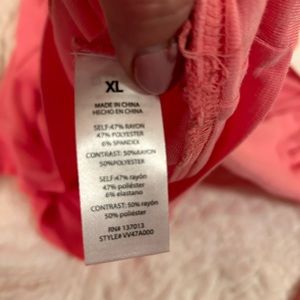 XL
MADE IN CHINA
HECHO EN CHINA
SELF:47% RAYON
47% POLYESTER
6% SPANDEX
CONTRAST: 50%RAYON
50%POLYESTER
SELF:47% rayón
47% poliéster
6% elastano
CONTRAST: 50% rayón
50% poliéster
RN# 137013
STYLE# VV47A000